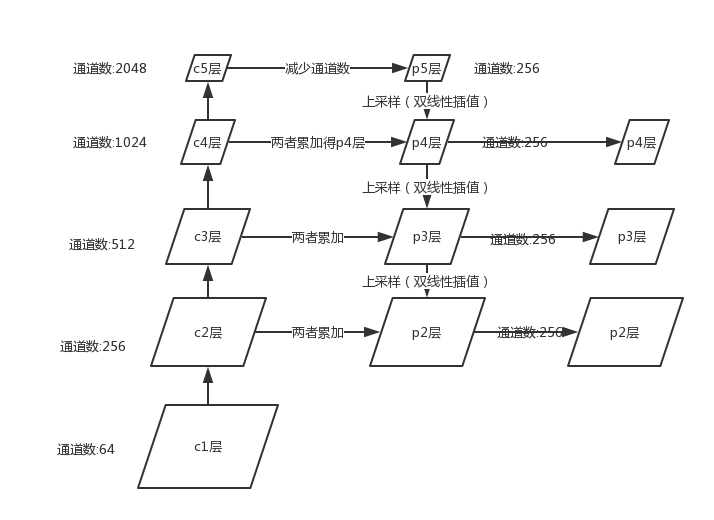 通道数:2048
c5层
减少通道数
p5层
通道数:256
上采样（双线性插值）
通道数:1024
c4层
两者累加得p4层
p4层
通道数:256
p4层
上采样（双线性插值）
通道数:512
c3层
两者累加
p3层
通道数:256
p3层
上采样（双线性插值）
通道数:256
c2层
两者累加
p2层
通道数:256
p2层
通道数:64
c1层